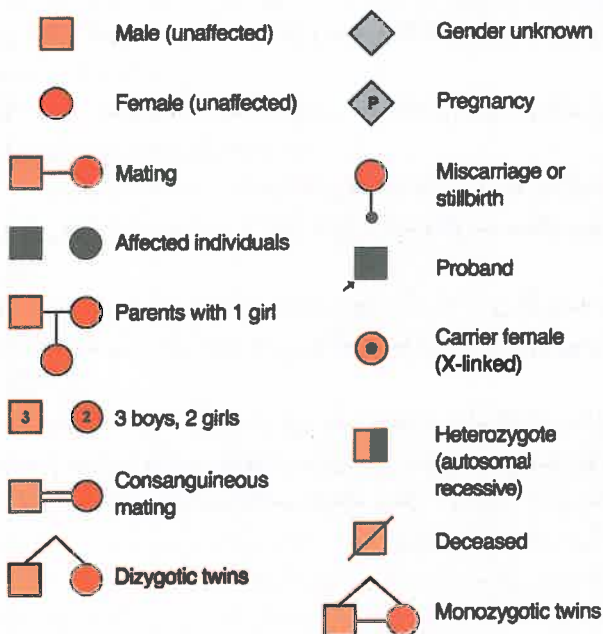 Male (unaffected)
Female (unaffected)
Mating
Affected individuals
Parents with 1 girl
3 2 3 boys, 2 girls
Consanguineous
mating
Dizygotic twins
Gender unknown
P Pregnancy
Miscarriage or
stillbirth
Proband
Carrier female
(X-linked)
Heterozygote
(autosomal
recessive)
Deceased
Monozygotic twins